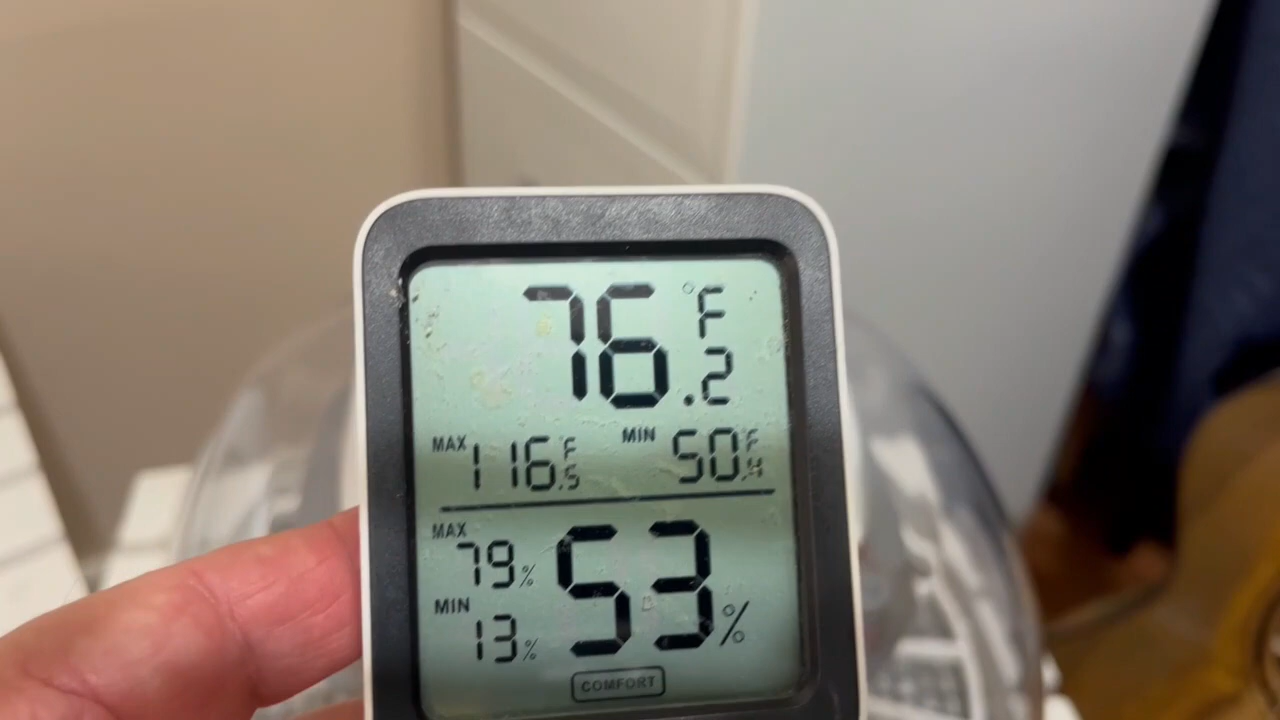 76.2 °F
MAX 116.5 °F MIN 50.4 °F
MAX 79%
53%
MIN 13%
COMFORT